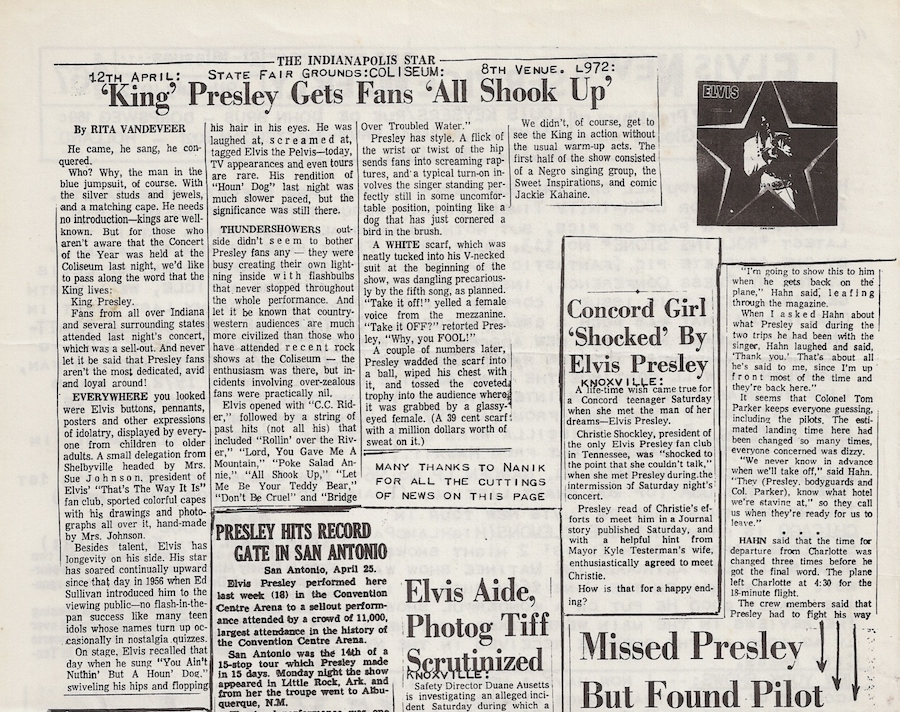 THE INDIANAPOLIS STAR
12TH APRIL: STATE FAIR GROUNDS:COLISEUM: 8TH VENUE. L972:
'King' Presley Gets Fans 'All Shook Up'
By RITA VANDEVEER
He came, he sang, he con-
quered.
Who? Why, the man in the
blue jumpsuit, of course. With
the silver studs and jewels,
and a matching cape. He needs
no introduction—kings are well-
known. But for those who
aren't aware that the Concert
of the Year was held at the
Coliseum last night, we'd like
to pass along the word that the
King lives:
King Presley.
Fans from all over Indiana
and several surrounding states
attended last night's concert,
which was a sell-out. And never
let it be said that Presley fans
aren't the most dedicated, avid
and loyal around!
EVERYWHERE you looked
were Elvis buttons, pennants,
posters and other expressions
of idolatry, displayed by every-
one from children to older
adults. A small delegation from
Shelbyville headed by Mrs.
Sue Johnson, president of
Elvis' "That's The Way It Is"
fan club, sported colorful capes
with his drawings and photo-
graphs all over it, hand-made
by Mrs. Johnson.
Besides talent, Elvis has
longevity on his side. His star
has soared continually upward
since that day in 1956 when Ed
Sullivan introduced him to the
viewing public—no flash-in-the-
pan success like many teen
idols whose names turn up oc-
casionally in nostalgia quizzes.
On stage, Elvis recalled that
day when he sung "You Ain't
Nuthin' But A Houn' Dog."
swiveling his hips and flopping
his hair in his eyes. He was
laughed at, screamed at,
tagged Elvis the Pelvis—today,
TV appearances and even tours
are rare. His rendition of
"Houn' Dog" last night was
much slower paced, but the
significance was still there.
THUNDERSHOWERS out-
side didn't seem to bother
Presley fans any — they were
busy creating their own light-
ning inside with flashbulbs
that never stopped throughout
the whole performance. And
let it be known that country-
western audiences are much
more civilized than those who
have attended recent rock
shows at the Coliseum — the
enthusiasm was there, but in-
cidents involving over-zealous
fans were practically nil.
Elvis opened with "C.C. Rid-
er," followed by a string of
past hits (not all his) that
included "Rollin' over the Riv-
er," "Lord, You Gave Me A
Mountain," "Poke Salad An-
nie," "All Shook Up," "Let
Me Be Your Teddy Bear,"
"Don't Be Cruel" and "Bridge
Over Troubled Water."
Presley has style. A flick of
the wrist or twist of the hip
sends fans into screaming rap-
tures, and a typical turn-on in-
volves the singer standing per-
fectly still in some uncomfor-
table position, pointing like a
dog that has just cornered a
bird in the brush.
A WHITE scarf, which was
neatly tucked into his V-necked
suit at the beginning of the
show, was dangling precarious-
ly by the fifth song, as planned.
"Take it off!" yelled a female
voice from the mezzanine.
"Take it OFF?" retorted Pres-
ley, "Why, you FOOL!"
A couple of numbers later,
Presley wadded the scarf into
a ball, wiped his chest with
it, and tossed the coveted
trophy into the audience where
it was grabbed by a glassy-
eyed female. (A 39 cent scarf
with a million dollars worth of
sweat on it.)
We didn't, of course, get to
see the King in action without
the usual warm-up acts. The
first half of the show consisted
of a Negro singing group, the
Sweet Inspirations, and comic
Jackie Kahaine.
ELVIS
MANY THANKS TO NANIK
FOR ALL THE CUTTINGS
OF NEWS ON THIS PAGE
PRESLEY HITS RECORD
GATE IN SAN ANTONIO
San Antonio, April 25.
Elvis Presley performed here
last week (18) in the Convention
Centre Arena to a sellout perform-
ance attended by a crowd of 11,000,
largest attendance in the history of
the Convention Centre Arena.
San Antonio was the 14th of a
15-stop tour which Presley made
in 15 days. Monday night the show
appeared in Little Rock, Ark. and
from her the troupe went to Albu-
querque, N.M.
Elvis Aide,
Photog Tiff
Scrutinized
KNOXVILLE:
Safety Director Duane Ausetts
is investigating an alleged inci-
dent Saturday during which a
Concord Girl
'Shocked' By
Elvis Presley
KNOXVILLE:
A life-time wish came true for
a Concord teenager Saturday
when she met the man of her
dreams—Elvis Presley.
Christie Shockley, president of
the only Elvis Presley fan club
in Tennessee, was "shocked to
the point that she couldn't talk,"
when she met Presley during the
intermission of Saturday night's
concert.
Presley read of Christie's ef-
forts to meet him in a Journal
story published Saturday, and
with a helpful hint from
Mayor Kyle Testerman's wife,
enthusiastically agreed to meet
Christie.
How is that for a happy end-
ing?
"I'm going to show this to him
when he gets back on the
plane," Hahn said, leafing
through the magazine.
When I asked Hahn about
what Presley said during the
two trips he had been with the
singer, Hahn laughed and said,
'Thank you.' That's about all
he's said to me, since I'm up
front most of the time and
they're back here."
It seems that Colonel Tom
Parker keeps everyone guessing,
including the pilots. The esti-
mated landing time here had
been changed so many times,
everyone concerned was dizzy.
"We never know in advance
when we'll take off," said Hahn.
"They (Presley, bodyguards and
Col. Parker), know what hotel
we're staying at," so they call
us when they're ready for us to
leave."
. . .
HAHN said that the time for
departure from Charlotte was
changed three times before he
got the final word. The plane
left Charlotte at 4:30 for the
18-minute flight.
The crew members said that
Presley had to fight his way
Missed Presley
But Found Pilot